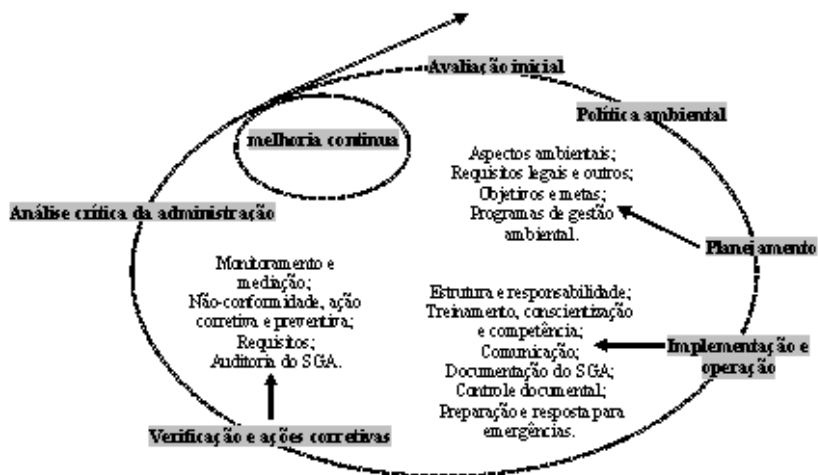 Avaliação inicial
Política ambiental
melhoria contínua
Aspectos ambientais;
Requisitos legais e outros;
Objetivos e metas;
Programas de gestão
ambiental.
Análise crítica da administração
Planejamento
Monitoramento e
mediação;
Não-conformidade, ação
corretiva e preventiva;
Requisitos;
Auditoria do SGA.
Estrutura e responsabilidade;
Treinamento, conscientização
e competência;
Comunicação;
Documentação do SGA;
Controle documental;
Preparação e resposta para
emergências.
Implementação e
operação
Verificação e ações corretivas